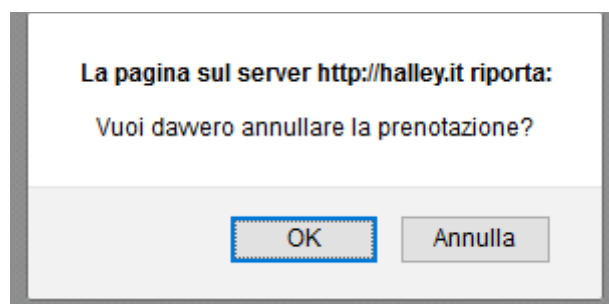 La pagina sul server http://halley.it riporta:
Vuoi davvero annullare la prenotazione?
OK
Annulla